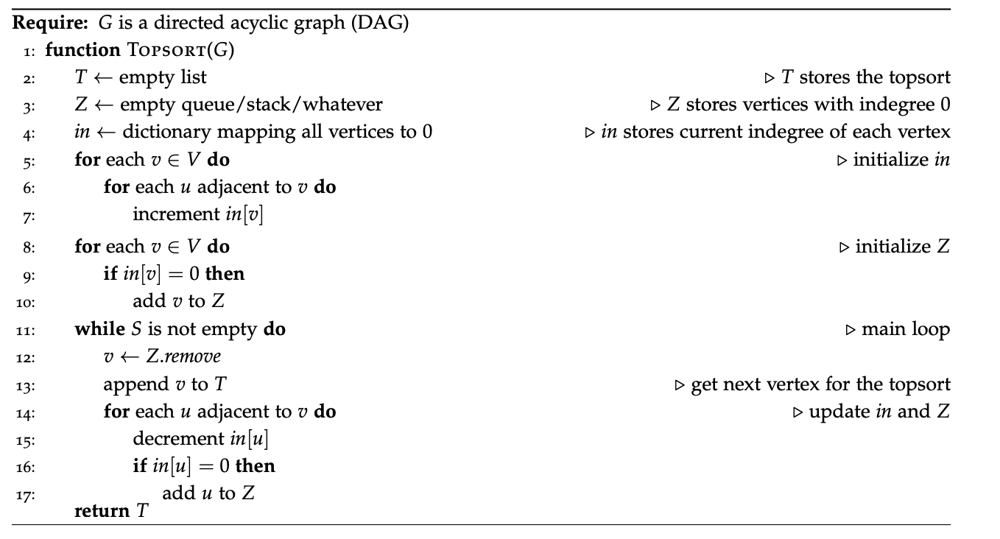 Require: G is a directed acyclic graph (DAG)
1: function TOPSORT(G)
2: T ← empty list ▷ T stores the topsort
3: Z ← empty queue/stack/whatever ▷ Z stores vertices with indegree 0
4: in ← dictionary mapping all vertices to 0 ▷ in stores current indegree of each vertex
5: for each v ∈ V do ▷ initialize in
6: for each u adjacent to v do
7: increment in[v]
8: for each v ∈ V do ▷ initialize Z
9: if in[v] = 0 then
10: add v to Z
11: while S is not empty do ▷ main loop
12: v ← Z.remove
13: append v to T ▷ get next vertex for the topsort
14: for each u adjacent to v do ▷ update in and Z
15: decrement in[u]
16: if in[u] = 0 then
17: add u to Z
return T